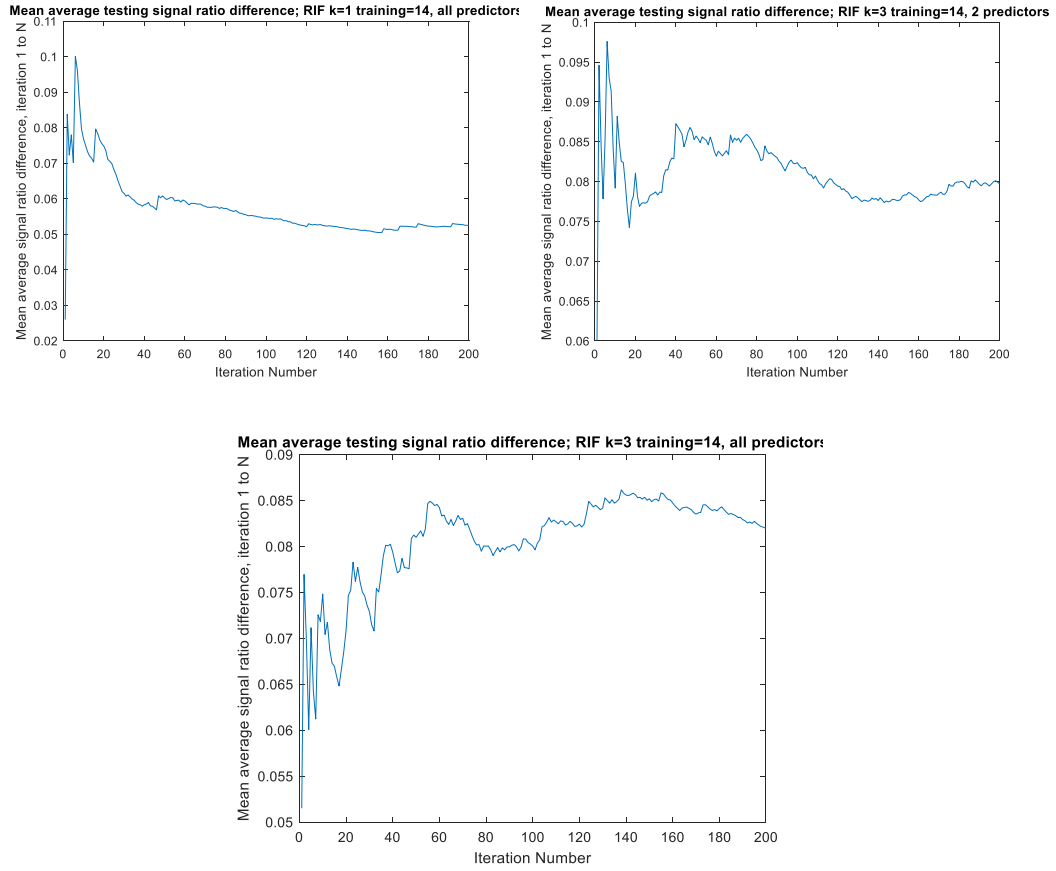 Mean average testing signal ratio difference; RIF k=1 training=14, all predictors
Mean average signal ratio difference, iteration 1 to N
0.11
0.1
0.09
0.08
0.07
0.06
0.05
0.04
0.03
0.02
0 20 40 60 80 100 120 140 160 180 200
Iteration Number
Mean average testing signal ratio difference; RIF k=3 training=14, 2 predictors
Mean average signal ratio difference, iteration 1 to N
0.1
0.095
0.09
0.085
0.08
0.075
0.07
0.065
0.06
0 20 40 60 80 100 120 140 160 180 200
Iteration Number
Mean average testing signal ratio difference; RIF k=3 training=14, all predictors
Mean average signal ratio difference, iteration 1 to N
0.09
0.085
0.08
0.075
0.07
0.065
0.06
0.055
0.05
0 20 40 60 80 100 120 140 160 180 200
Iteration Number